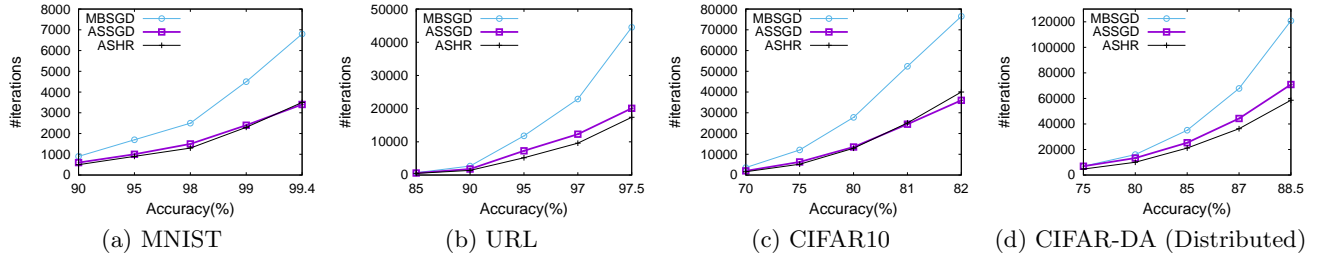 8000
7000
6000
5000
4000
3000
2000
1000
0
#iterations
MBSGD
ASSGD
ASHR
90 95 98 99 99.4
Accuracy(%)
(a) MNIST
50000
40000
30000
20000
10000
0
#iterations
MBSGD
ASSGD
ASHR
85 90 95 97 97.5
Accuracy(%)
(b) URL
80000
70000
60000
50000
40000
30000
20000
10000
0
#iterations
MBSGD
ASSGD
ASHR
70 75 80 81 82
Accuracy(%)
(c) CIFAR10
120000
100000
80000
60000
40000
20000
0
#iterations
MBSGD
ASSGD
ASHR
75 80 85 87 88.5
Accuracy(%)
(d) CIFAR-DA (Distributed)